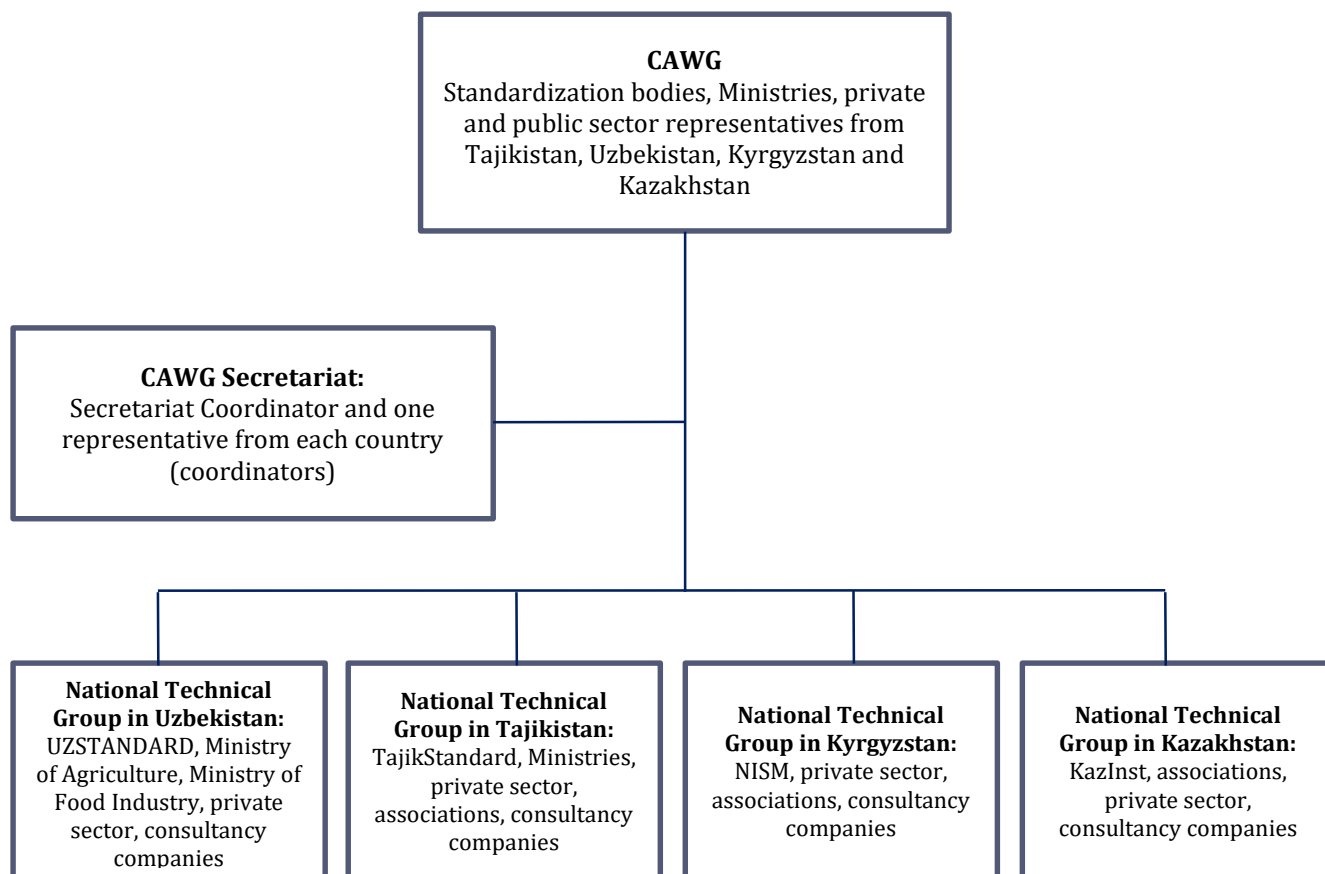 CAWG
Standardization bodies, Ministries, private
and public sector representatives from
Tajikistan, Uzbekistan, Kyrgyzstan and
Kazakhstan
CAWG Secretariat:
Secretariat Coordinator and one
representative from each country
(coordinators)
National Technical
Group in Uzbekistan:
UZSTANDARD, Ministry
of Agriculture, Ministry of
Food Industry, private
sector, consultancy
companies
National Technical
Group in Tajikistan:
TajikStandard, Ministries,
private sector,
associations, consultancy
companies
National Technical
Group in Kyrgyzstan:
NISM, private sector,
associations, consultancy
companies
National Technical
Group in Kazakhstan:
KazInst, associations,
private sector,
consultancy companies